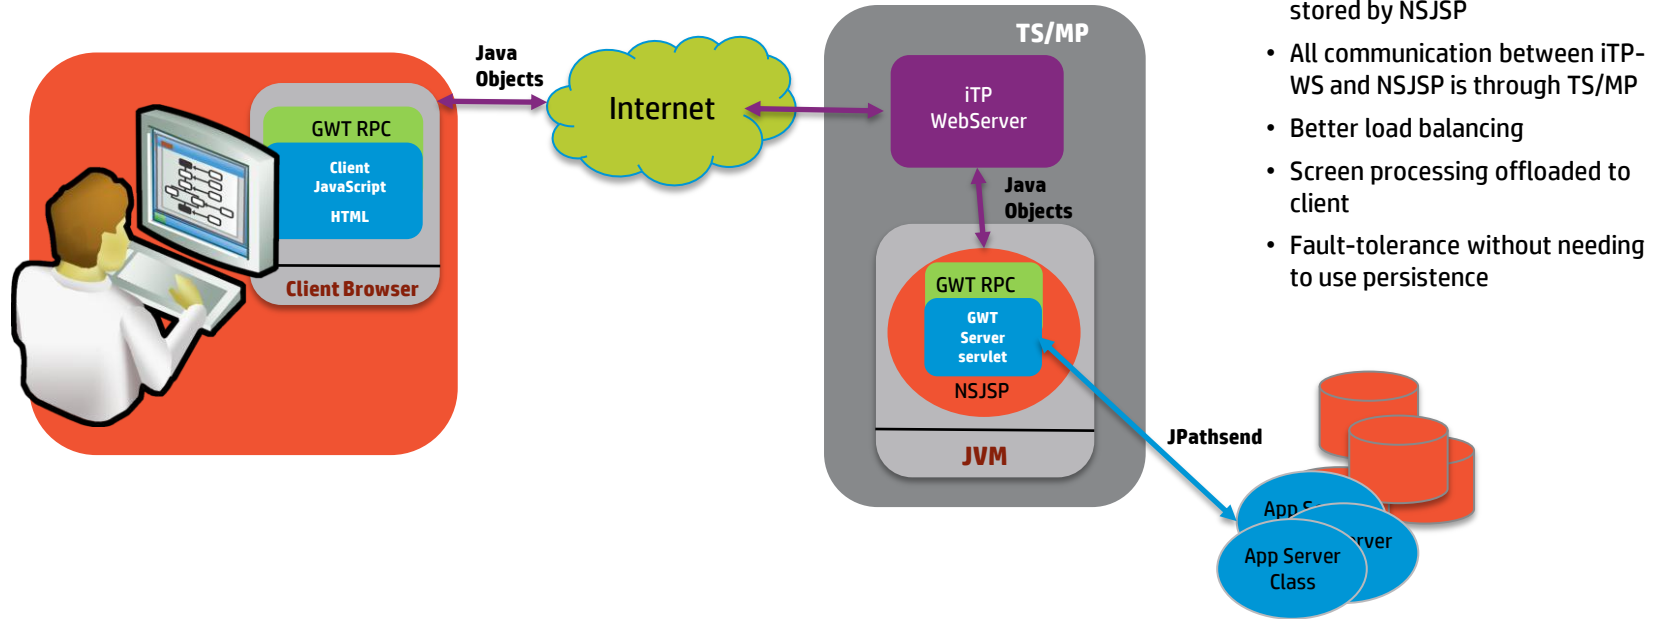 stored by NSJSP
• All communication between iTP-
WS and NSJSP is through TS/MP
• Better load balancing
• Screen processing offloaded to
client
• Fault-tolerance without needing
to use persistence
TS/MP
Java
Objects
Internet
iTP
WebServer
GWT RPC
Client
JavaScript
HTML
Client Browser
Java
Objects
GWT RPC
GWT
Server
servlet
NSJSP
JVM
JPathsend
App
App Server
Class